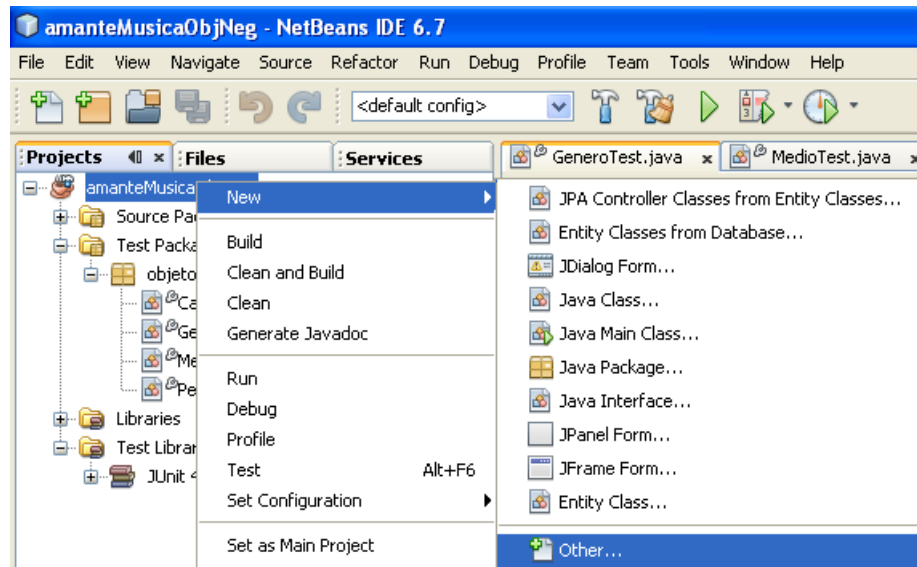 amanteMusicaObjNeg - NetBeans IDE 6.7
File Edit View Navigate Source Refactor Run Debug Profile Team Tools Window Help
<default config>
Projects Files Services GeneroTest.java x MedioTest.java
amanteMusica
Source Pa
Test Packa
objeto
Ca
Ge
Me
Pe
Libraries
Test Librar
JUnit 4
New
Build
Clean and Build
Clean
Generate Javadoc
Run
Debug
Profile
Test Alt+F6
Set Configuration
Set as Main Project
JPA Controller Classes from Entity Classes...
Entity Classes from Database...
JDialog Form...
Java Class...
Java Main Class...
Java Package...
Java Interface...
JPanel Form...
JFrame Form...
Entity Class...
Other...